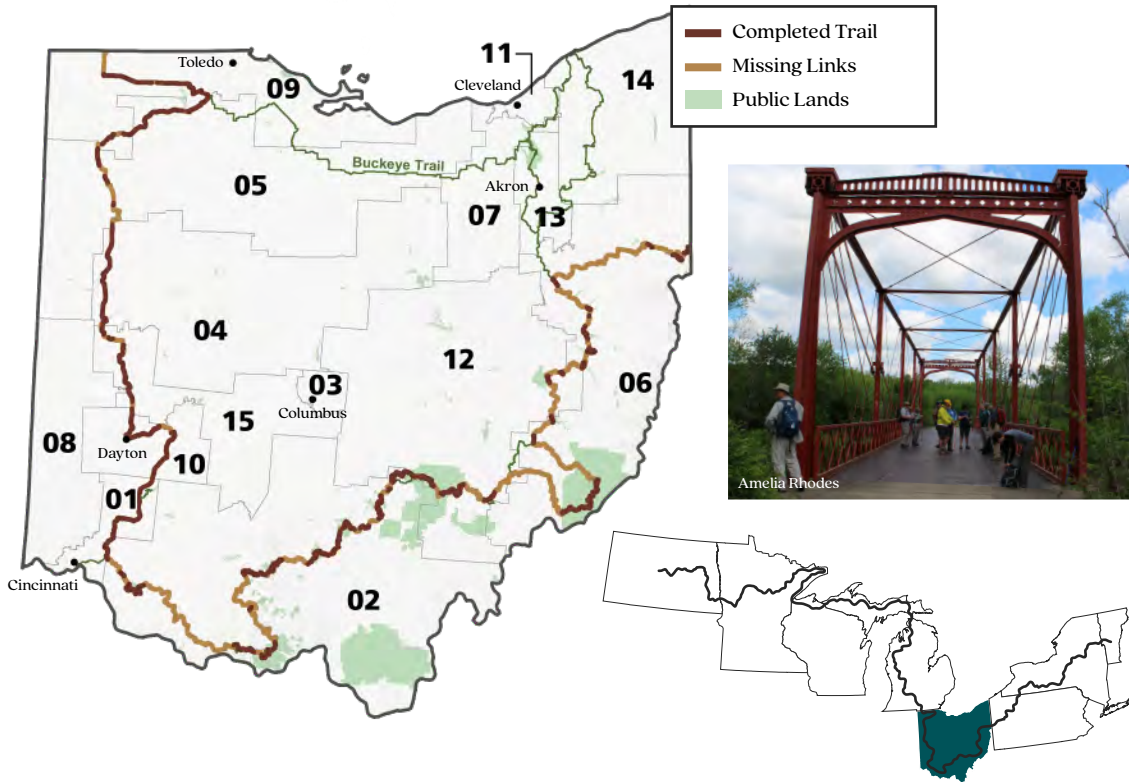 Completed Trail
Missing Links
Public Lands
11
Toledo
Cleveland
14
09
Buckeye Trail
05
Akron
07
13
04
12
03
06
Columbus
15
08
Dayton
10
01
Cincinnati
02
Amelia Rhodes